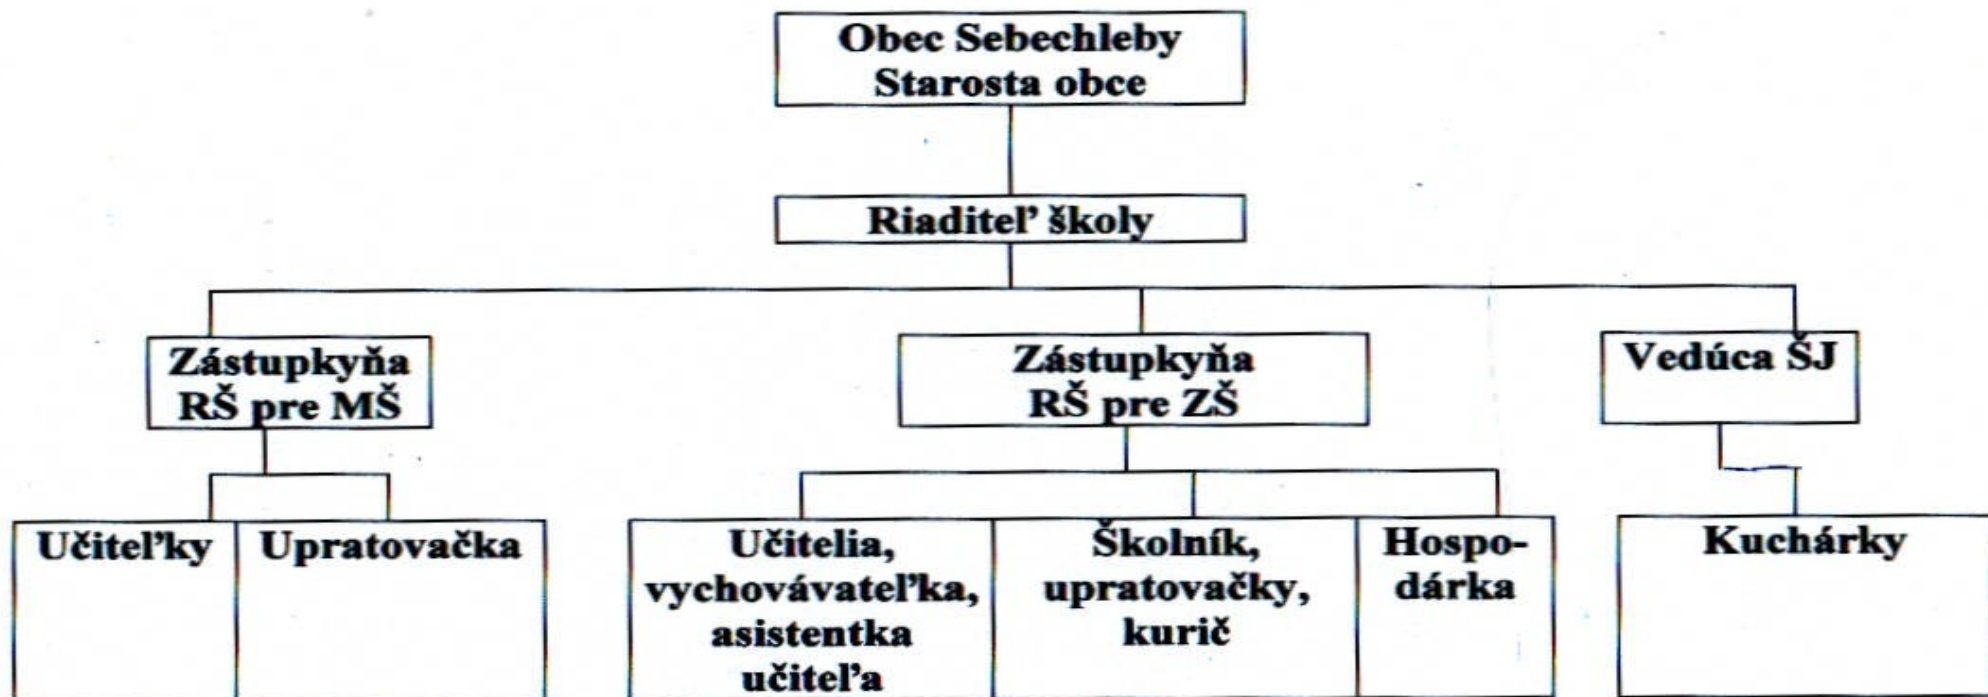 Obec Sebechleby
Starosta obce
Riaditeľ školy
Zástupkyňa
RŠ pre MŠ
Zástupkyňa
RŠ pre ZŠ
Vedúca ŠJ
Učiteľky
Upratovačka
Učitelia,
vychovávateľka,
asistentka
učiteľa
Školník,
upratovačky,
kurič
Hospo-
dárka
Kuchárky